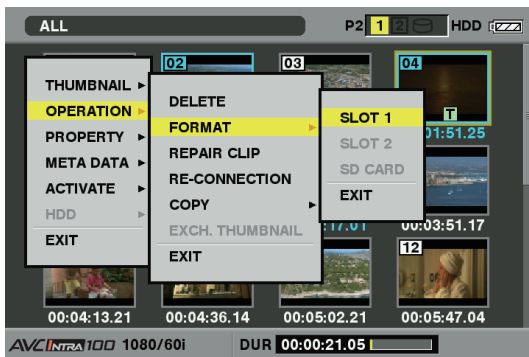 ALL P2 1 2 HDD
02 03 04
THUMBNAIL
OPERATION
PROPERTY
META DATA
ACTIVATE
HDD
EXIT
DELETE
FORMAT
REPAIR CLIP
RE-CONNECTION
COPY
EXCH. THUMBNAIL
EXIT
SLOT 1
SLOT 2
SD CARD
EXIT
T
01:51.25
:17.01 00:03:51.17
12
00:04:13.21 00:04:36.14 00:05:02.21 00:05:47.04
AVC INTRA 100 1080/60i DUR 00:00:21.05